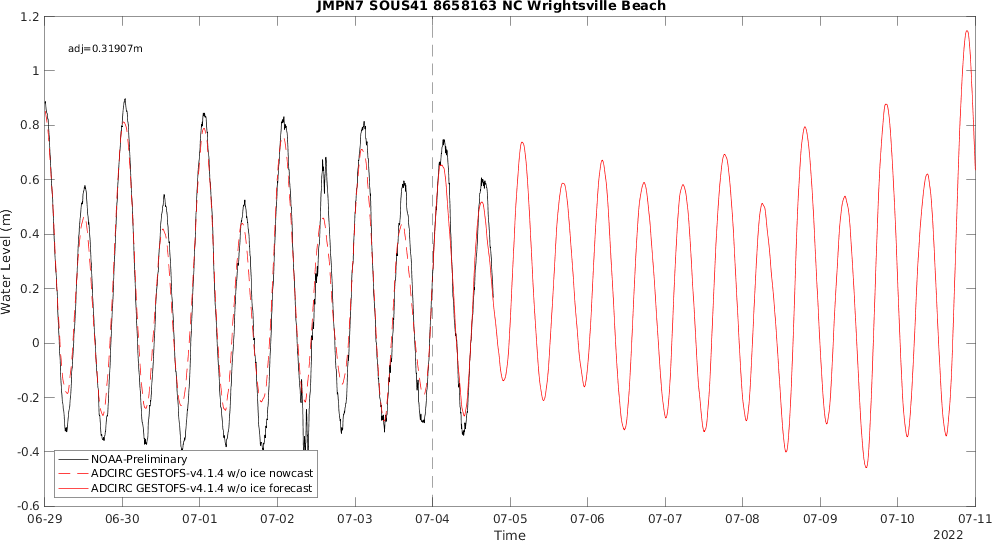 JMPN7 SOUS41 8658163 NC Wrightsville Beach
adj=0.31907m
Water Level (m)
1.2
1
0.8
0.6
0.4
0.2
0
-0.2
-0.4
-0.6
NOAA-Preliminary
ADCIRC GESTOFS-v4.1.4 w/o ice nowcast
ADCIRC GESTOFS-v4.1.4 w/o ice forecast
06-29 06-30 07-01 07-02 07-03 07-04 07-05 07-06 07-07 07-08 07-09 07-10 07-11
Time
2022